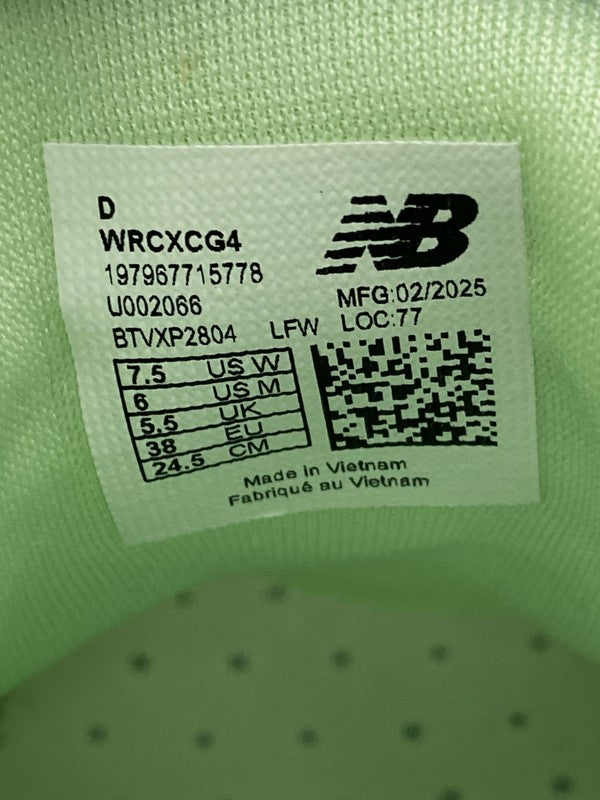 D
WRCXCG4
197967715778
U002066
BTVXP2804 LFW
NB
MFG:02/2025
LOC:77
7.5 US W
6 US M
5.5 UK
38 EU
24.5 CM
Made in Vietnam
Fabriqué au Vietnam